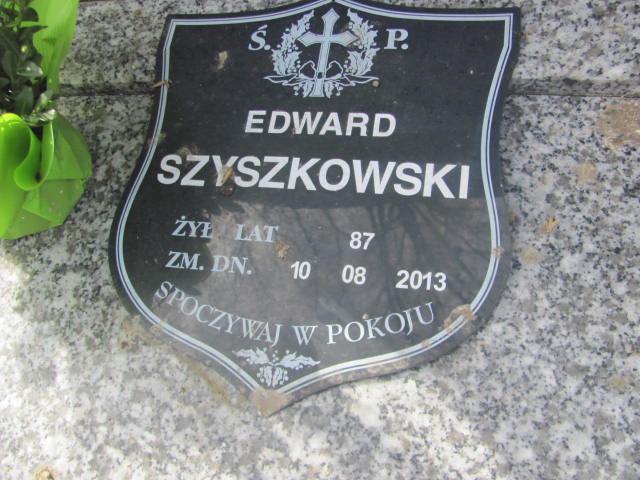 Ś. P.
EDWARD
SZYSZKOWSKI
ŻYŁ LAT 87
ZM. DN. 10 08 2013
SPOCZYWAJ W POKOJU